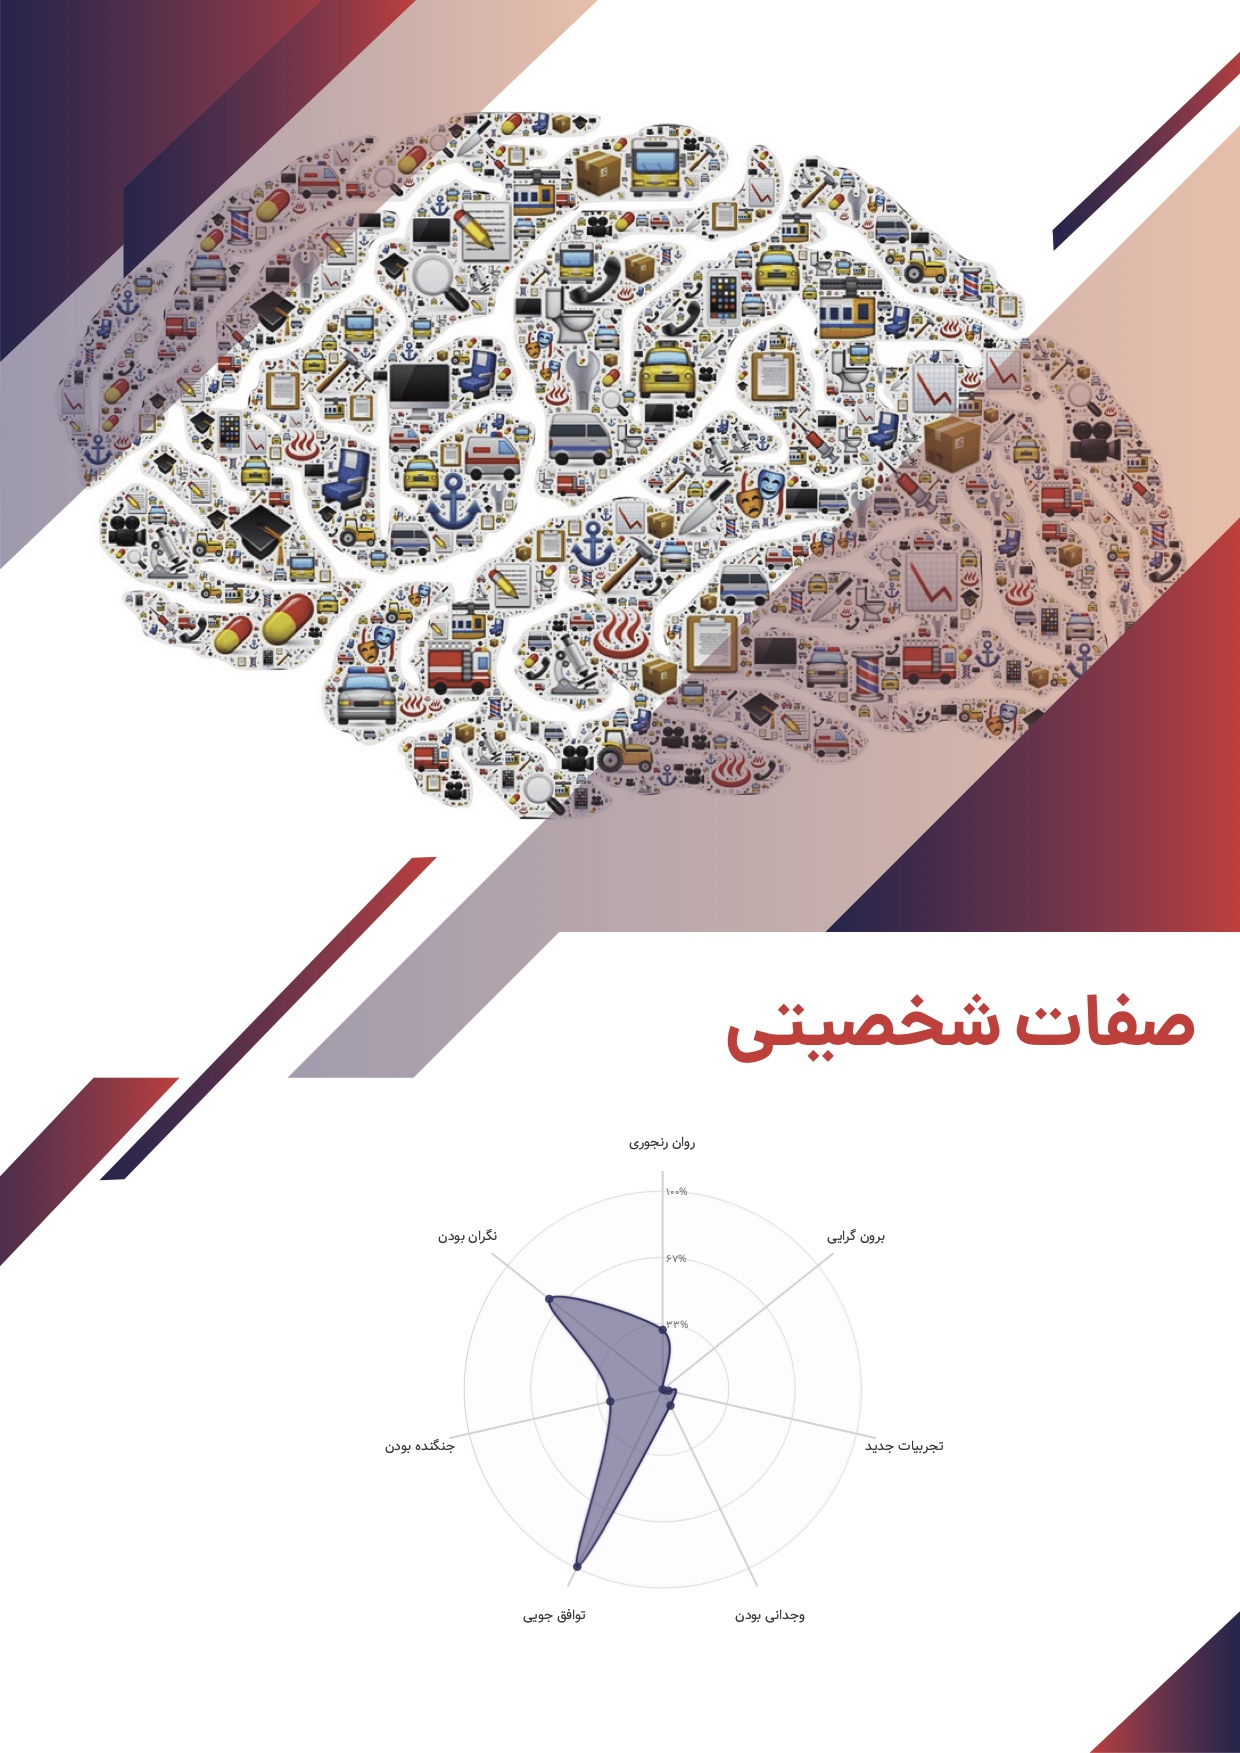 صفات شخصیتی
روان رنجوری
۱۰۰%
نگران بودن
برون گرایی
۶۷%
۳۳%
جنگنده بودن
تجربیات جدید
توافق جویی
وجدانی بودن